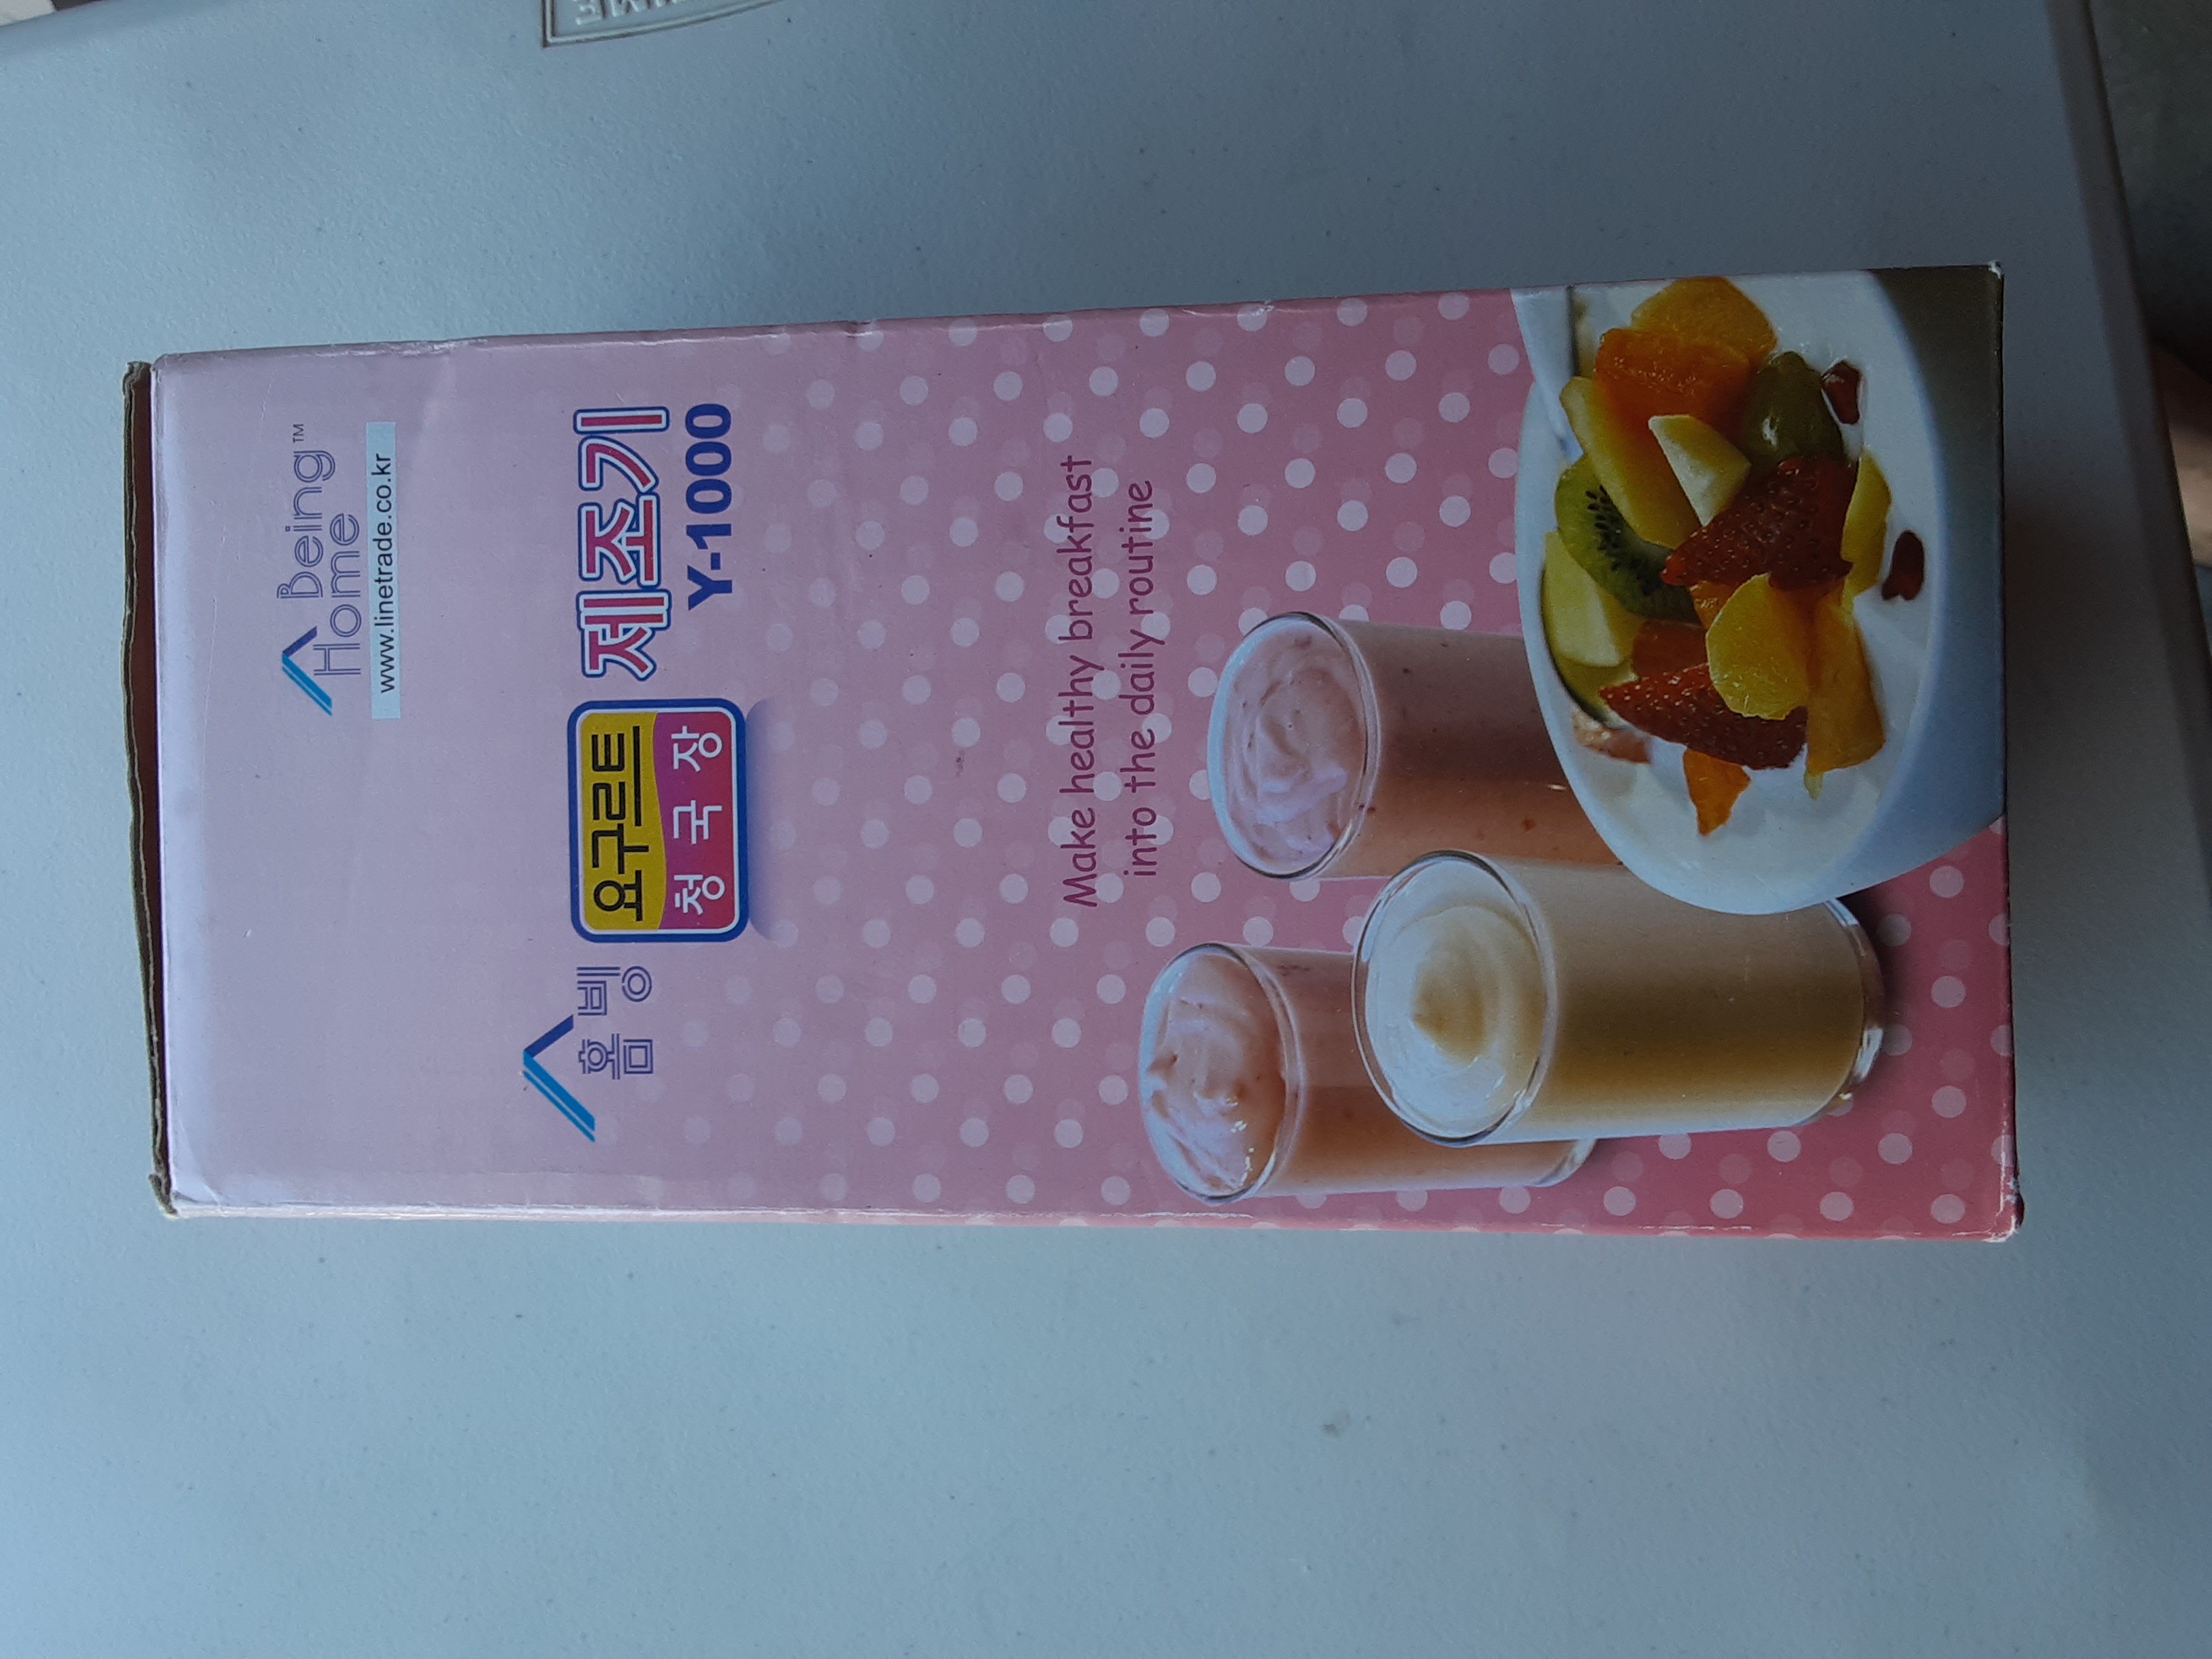 Being
Home™
www.linetrade.co.kr
홈빙 요구르트 제조기
청국장 Y-1000
Make healthy breakfast
into the daily routine